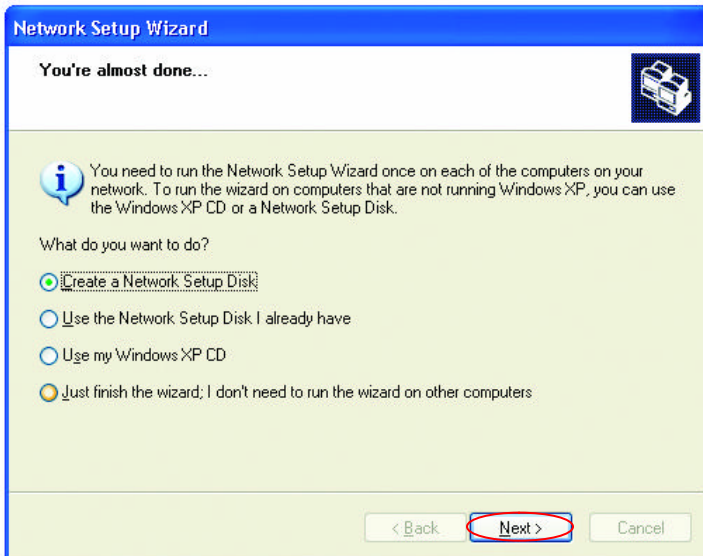 Network Setup Wizard
You're almost done...
You need to run the Network Setup Wizard once on each of the computers on your
network. To run the wizard on computers that are not running Windows XP, you can use
the Windows XP CD or a Network Setup Disk.
What do you want to do?
Create a Network Setup Disk
Use the Network Setup Disk I already have
Use my Windows XP CD
Just finish the wizard; I don't need to run the wizard on other computers
< Back
Next >
Cancel